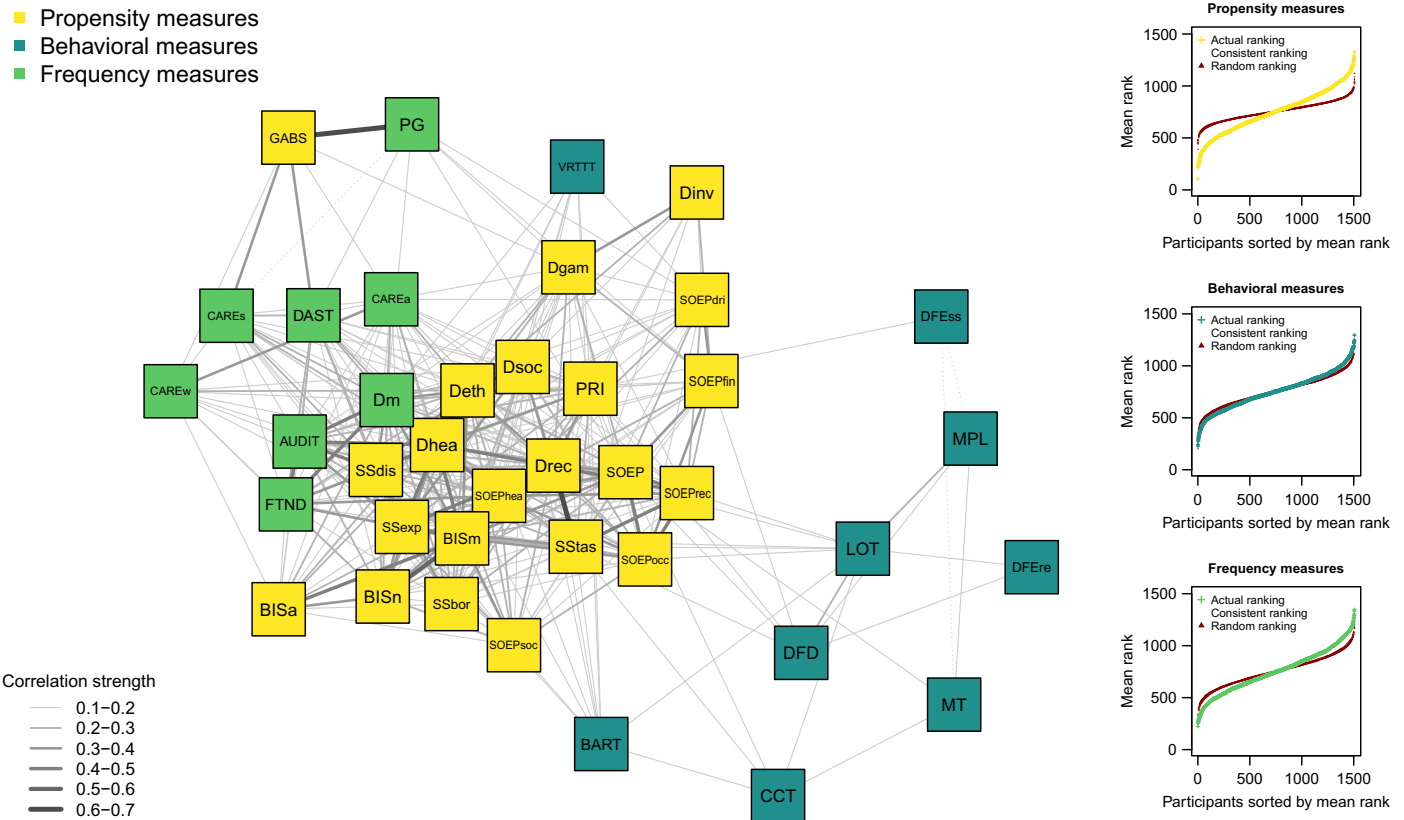 Propensity measures
Behavioral measures
Frequency measures
GABS
PG
VRTTT
Dinv
Dgam
CAREs
DAST
CAREa
SOEPdri
DFEss
CAREw
Dm
Deth
Dsoc
PRI
SOEPfin
AUDIT
Dhea
MPL
SSdis
Drec
SOEP
FTND
SOEPhea
SOEPrec
SSexp
BISm
SStas
SOEPocc
LOT
DFEre
BISa
BISn
SSbor
SOEPsoc
DFD
MT
BART
CCT
Correlation strength
0.1−0.2
0.2−0.3
0.3−0.4
0.4−0.5
0.5−0.6
0.6−0.7
Propensity measures
Actual ranking
Consistent ranking
Random ranking
Mean rank
1500
1000
500
0
0 500 1000 1500
Participants sorted by mean rank
Behavioral measures
Actual ranking
Consistent ranking
Random ranking
Mean rank
1500
1000
500
0
0 500 1000 1500
Participants sorted by mean rank
Frequency measures
Actual ranking
Consistent ranking
Random ranking
Mean rank
1500
1000
500
0
0 500 1000 1500
Participants sorted by mean rank